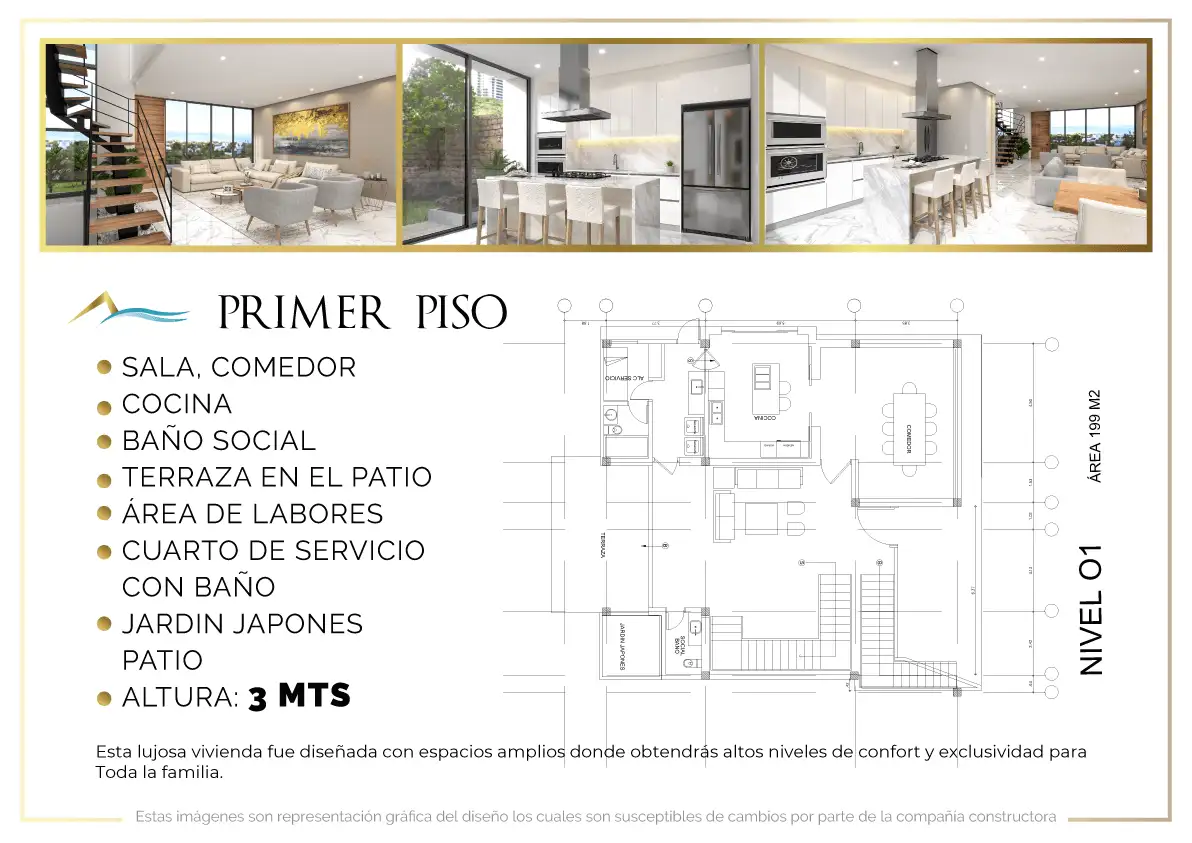 PRIMER PISO
SALA, COMEDOR
COCINA
BAÑO SOCIAL
TERRAZA EN EL PATIO
ÁREA DE LABORES
CUARTO DE SERVICIO
CON BAÑO
JARDIN JAPONES
PATIO
ALTURA: 3 MTS
ALC SERVICIO
COCINA
COMEDOR
TERRAZA
JARDIN JAPONES
SOCIAL
BAÑO
ÁREA 199 M2
NIVEL O1
Esta lujosa vivienda fue diseñada con espacios amplios donde obtendrás altos niveles de confort y exclusividad para
Toda la familia.
Estas imágenes son representación gráfica del diseño los cuales son susceptibles de cambios por parte de la compañía constructora